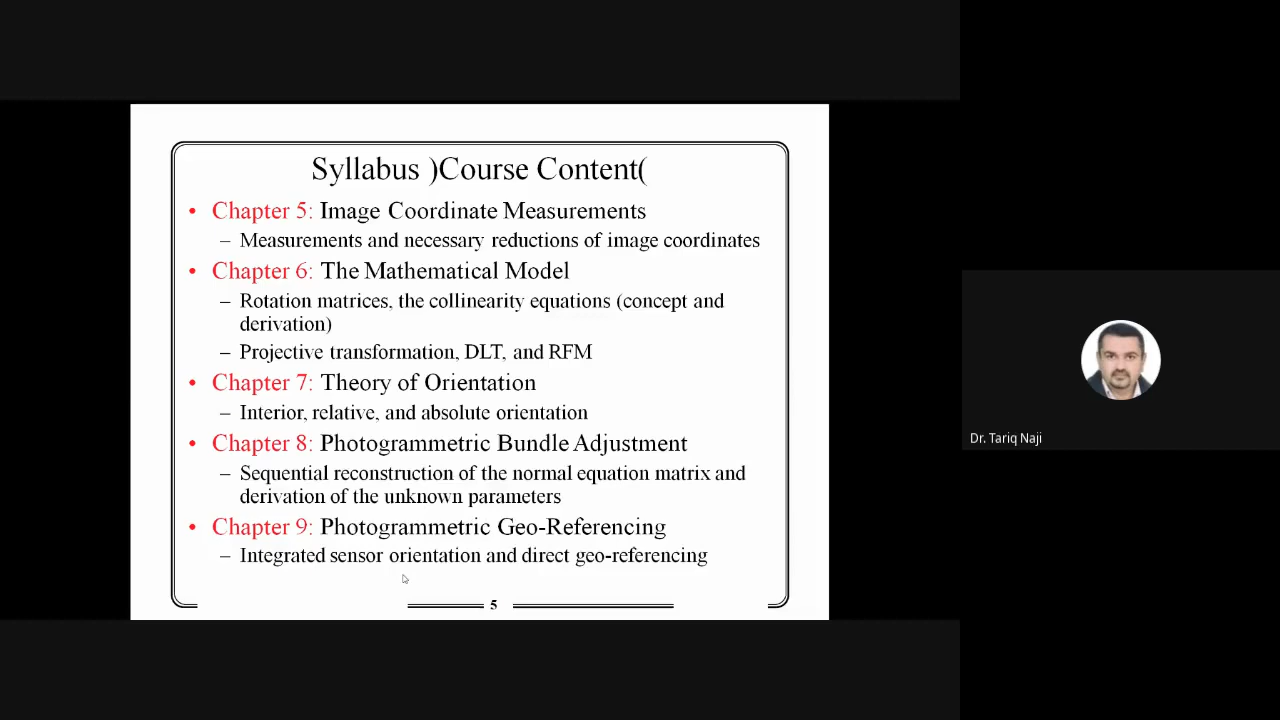 Syllabus )Course Content(
• Chapter 5: Image Coordinate Measurements
– Measurements and necessary reductions of image coordinates
• Chapter 6: The Mathematical Model
– Rotation matrices, the collinearity equations (concept and
derivation)
– Projective transformation, DLT, and RFM
• Chapter 7: Theory of Orientation
– Interior, relative, and absolute orientation
• Chapter 8: Photogrammetric Bundle Adjustment
– Sequential reconstruction of the normal equation matrix and
derivation of the unknown parameters
• Chapter 9: Photogrammetric Geo-Referencing
– Integrated sensor orientation and direct geo-referencing
5
Dr. Tariq Naji